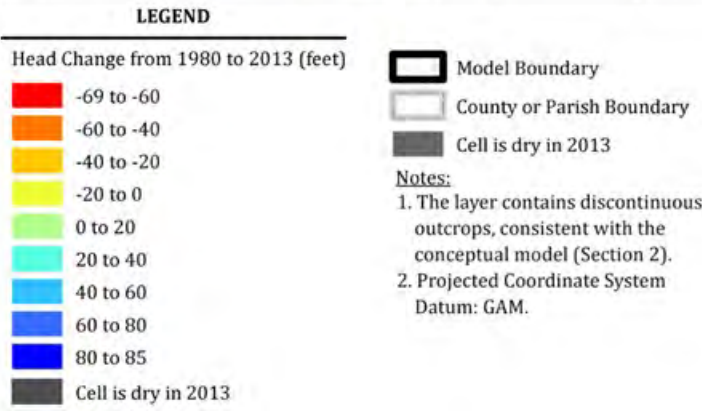 LEGEND
Head Change from 1980 to 2013 (feet)
-69 to -60
-60 to -40
-40 to -20
-20 to 0
0 to 20
20 to 40
40 to 60
60 to 80
80 to 85
Cell is dry in 2013
Model Boundary
County or Parish Boundary
Cell is dry in 2013
Notes:
1. The layer contains discontinuous
outcrops, consistent with the
conceptual model (Section 2).
2. Projected Coordinate System
Datum: GAM.